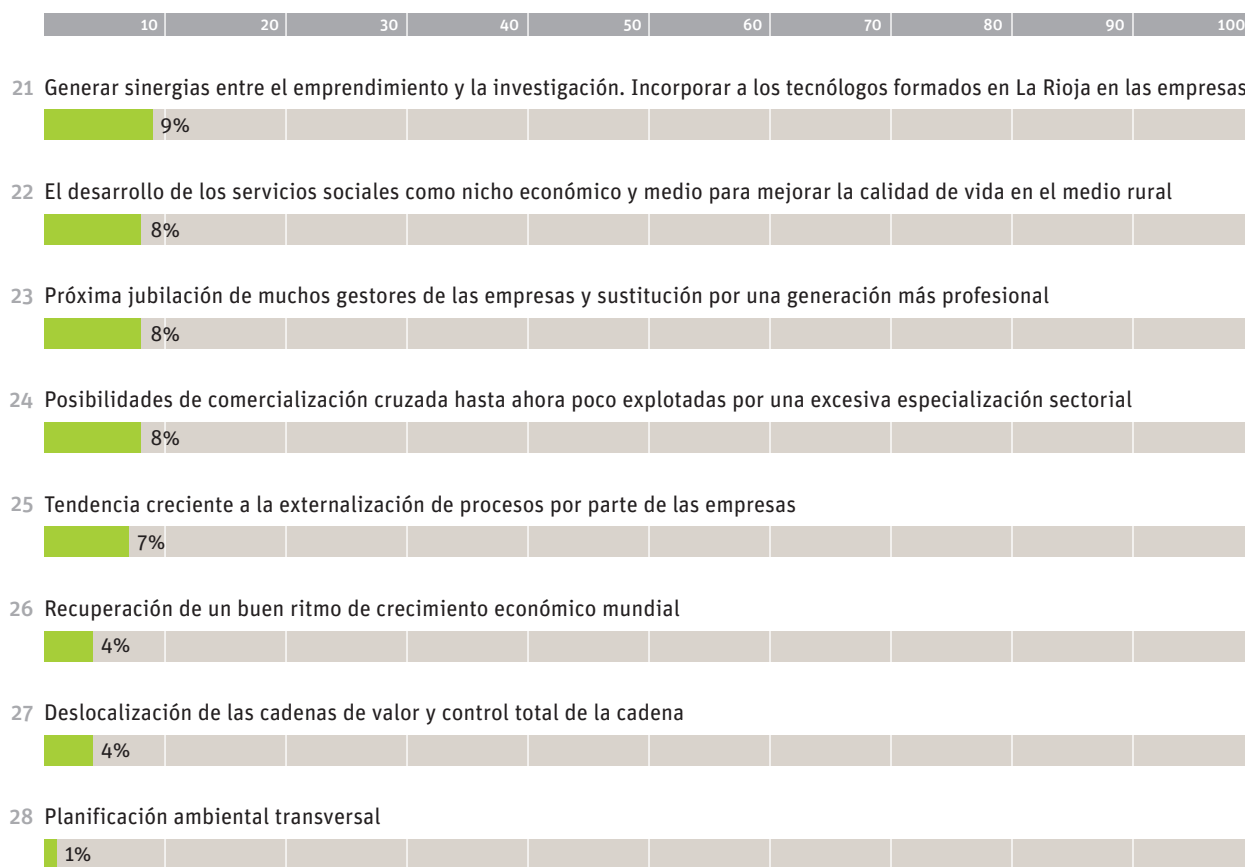 10 20 30 40 50 60 70 80 90 100
21 Generar sinergias entre el emprendimiento y la investigación. Incorporar a los tecnólogos formados en La Rioja en las empresas
9%
22 El desarrollo de los servicios sociales como nicho económico y medio para mejorar la calidad de vida en el medio rural
8%
23 Próxima jubilación de muchos gestores de las empresas y sustitución por una generación más profesional
8%
24 Posibilidades de comercialización cruzada hasta ahora poco explotadas por una excesiva especialización sectorial
8%
25 Tendencia creciente a la externalización de procesos por parte de las empresas
7%
26 Recuperación de un buen ritmo de crecimiento económico mundial
4%
27 Deslocalización de las cadenas de valor y control total de la cadena
4%
28 Planificación ambiental transversal
1%